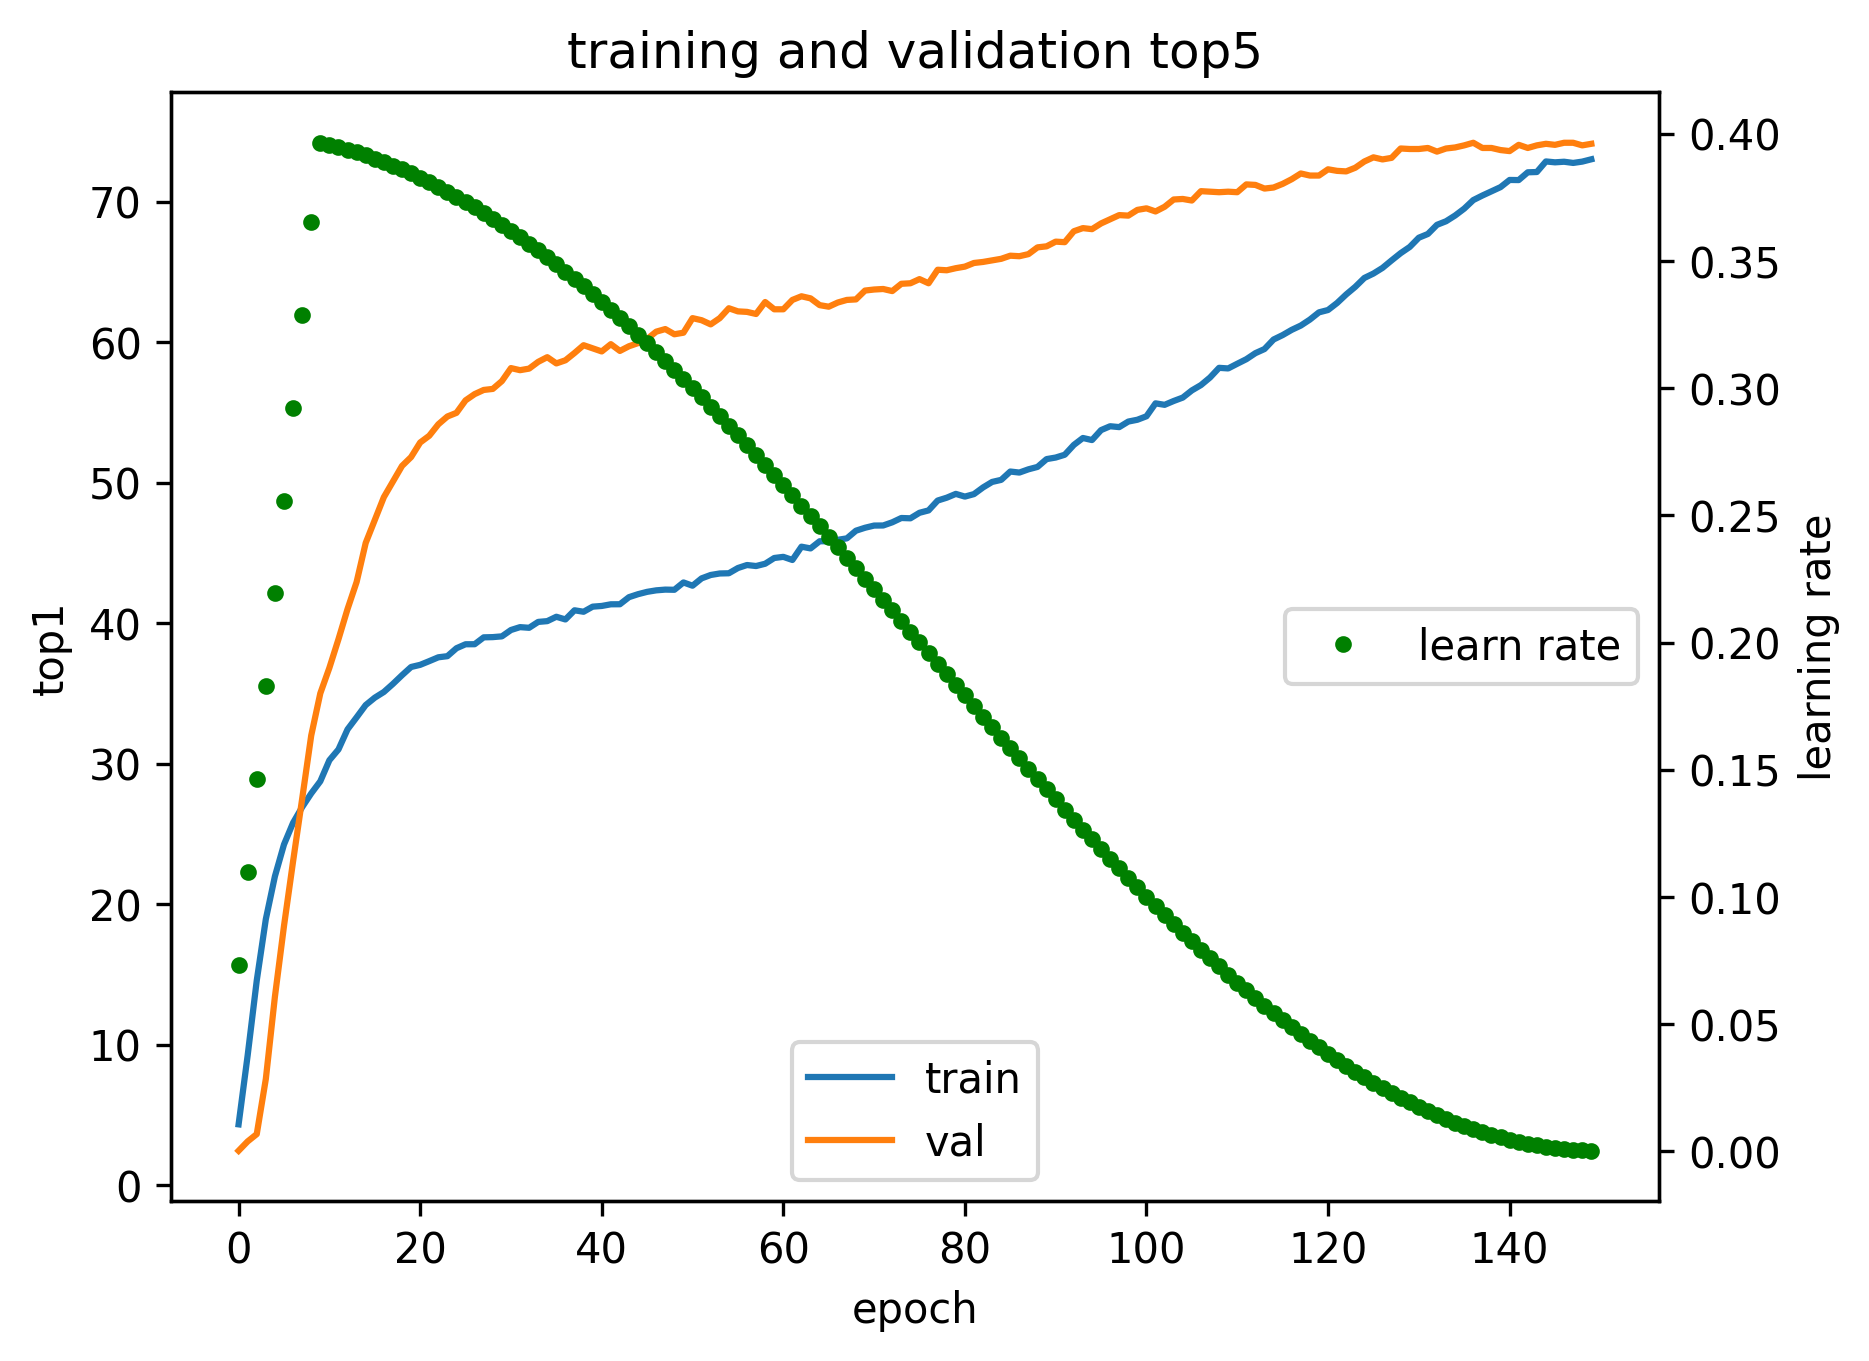 training and validation top5
70
60
50
40
30
20
10
0
top1
0.40
0.35
0.30
0.25
0.20
0.15
0.10
0.05
0.00
learning rate
learn rate
train
val
0 20 40 60 80 100 120 140
epoch